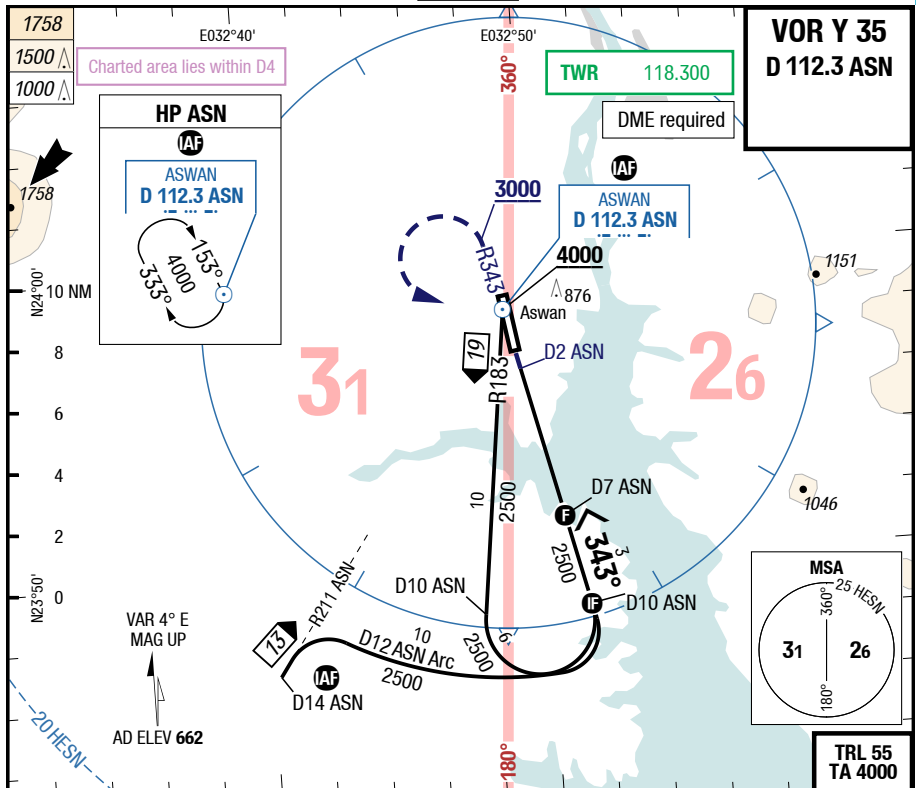 1758
1500
1000
E032°40'
E032°50'
Charted area lies within D4
TWR 118.300
VOR Y 35
D 112.3 ASN
DME required
HP ASN
IAF
ASWAN
D 112.3 ASN
153°
4000
333°
1758
360°
IAF
ASWAN
D 112.3 ASN
3000
R343
4000
876
Aswan
1151
N24°00'
10 NM
8
6
4
2
0
N23°50'
31
26
19
R183
D2 ASN
10
2500
D7 ASN
F
343°
3
2500
1046
IF
D10 ASN
D10 ASN
R211 ASN
13
10
D12 ASN Arc
2500
2500
6
IAF
D14 ASN
VAR 4° E
MAG UP
AD ELEV 662
20 HESN
180°
MSA
25 HESN
360°
31
26
180°
TRL 55
TA 4000